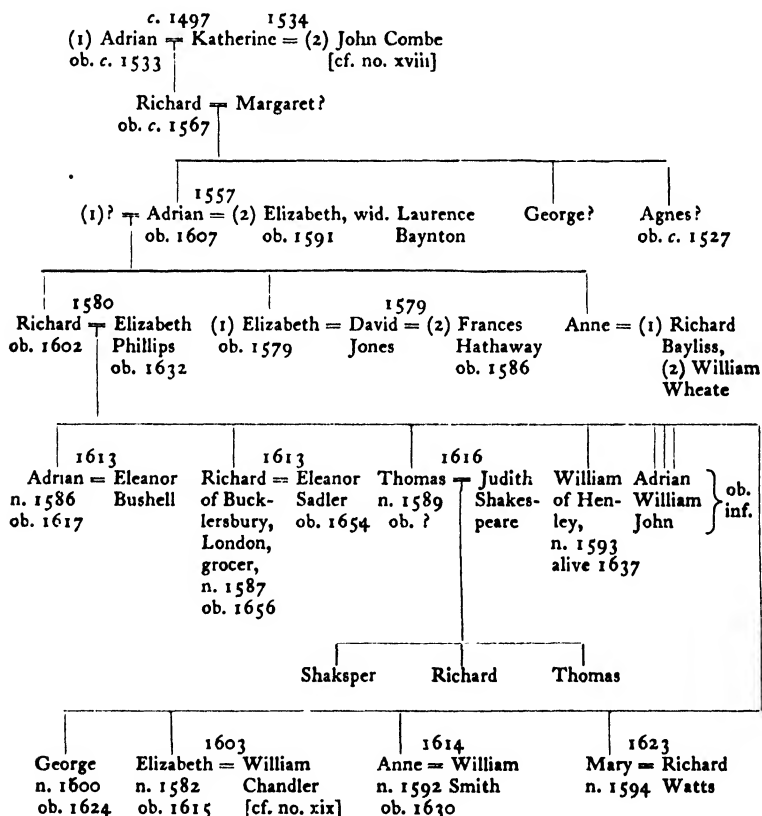 c. 1497 1534
(1) Adrian = Katherine = (2) John Combe
ob. c. 1533 [cf. no. xviii]
Richard = Margaret?
ob. c. 1567
1557
(1)? = Adrian = (2) Elizabeth, wid. Laurence George? Agnes?
ob. 1607 ob. 1591 Baynton ob. c. 1527
1580 1579
Richard = Elizabeth (1) Elizabeth = David = (2) Frances Anne = (1) Richard
ob. 1602 Phillips ob. 1579 Jones Hathaway Bayliss,
ob. 1632 ob. 1586 (2) William
Wheate
1613 1613 1616
Adrian = Eleanor Richard = Eleanor Thomas = Judith William Adrian
n. 1586 Bushell of Buck- Sadler n. 1589 Shakes- of Hen- William } ob.
ob. 1617 lersbury, ob. 1654 ob. ? peare ley, John inf.
London, n. 1593
grocer, alive 1637
n. 1587
ob. 1656
Shaksper Richard Thomas
1603 1614 1623
George Elizabeth = William Anne = William Mary = Richard
n. 1600 n. 1582 Chandler n. 1592 Smith n. 1594 Watts
ob. 1624 ob. 1615 [cf. no. xix] ob. 1630